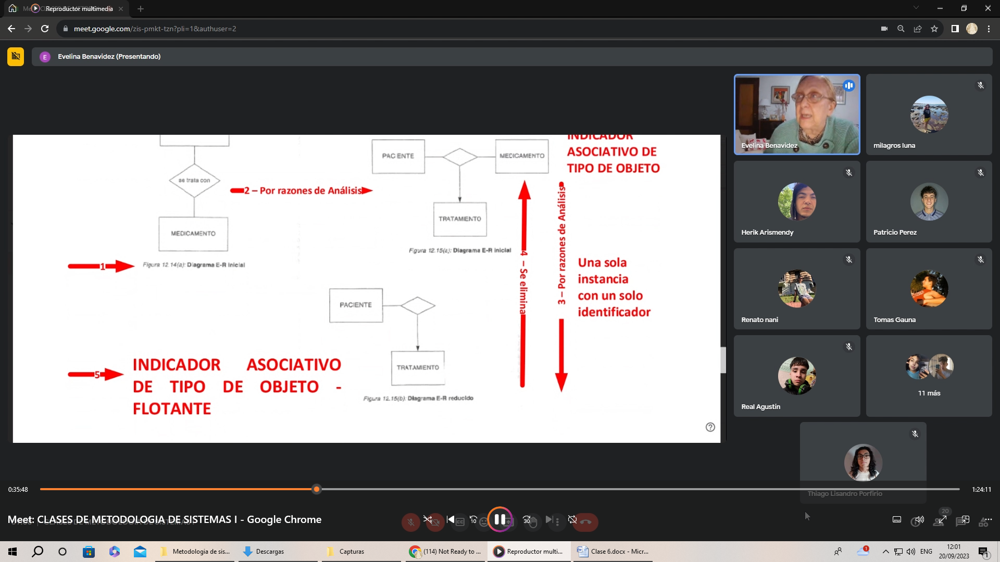 Reproductor multimedia
meet.google.com/zis-pmkt-tzn?pli=1&authuser=2
E
Evelina Benavidez (Presentando)
Evelina Benavidez
milagros luna
Herik Arismendy
Patricio Perez
Renato nani
Tomas Gauna
Real Agustín
11 más
Thiago Lisandro Porfirio
INDICADOR
ASOCIATIVO DE
TIPO DE OBJETO
PAC ENTE
MEDICAMENTO
se trata con
2 – Por razones de Análisis
TRATAMIENTO
MEDICAMENTO
Figura 12.15(a): Diagrama E-R inicial
1
Figura 12.14(a): Diagrama E-R Inicial
4 – Se elimina
3 – Por razones de Análisis
Una sola
instancia
con un solo
identificador
PACIENTE
TRATAMIENTO
5
INDICADOR ASOCIATIVO
DE TIPO DE OBJETO -
FLOTANTE
Figura 12.15(b): Diagrama E-R reducido
0:35:48
1:24:11
Meet: CLASES DE METODOLOGIA DE SISTEMAS I - Google Chrome
10
30
20
Metodologia de sis...
Descargas
Capturas
(114) Not Ready to ...
Reproductor multi...
Clase 6.docx - Micr...
1
ENG
12:01
20/09/2023
1